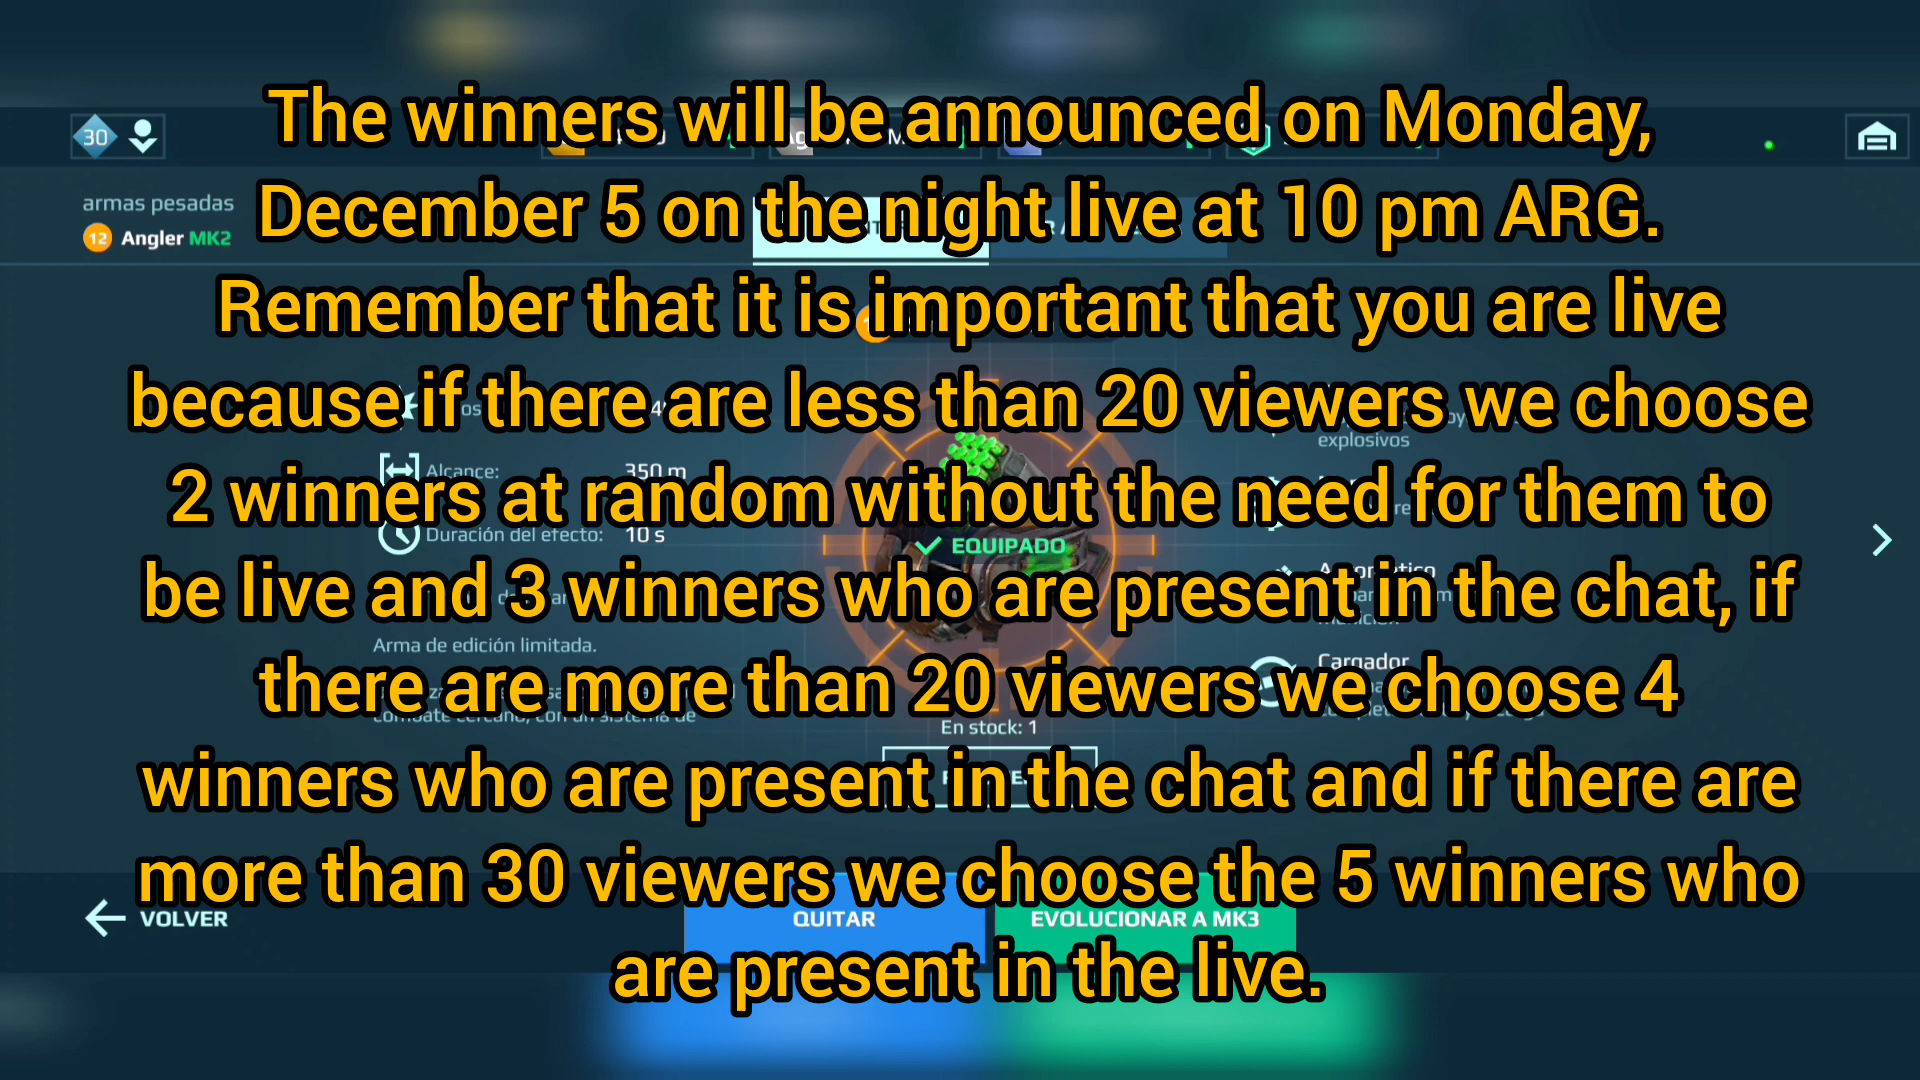 The winners will be announced on Monday,
December 5 on the night live at 10 pm ARG.
Remember that it is important that you are live
because if there are less than 20 viewers we choose
2 winners at random without the need for them to
be live and 3 winners who are present in the chat, if
there are more than 20 viewers we choose 4
winners who are present in the chat and if there are
more than 30 viewers we choose the 5 winners who
are present in the live.
30
armas pesadas
12 Angler MK2
Alcance: 350 m
Duración del efecto: 10 s
Arma de edición limitada.
combate cercano, con un sistema de
EQUIPADO
En stock: 1
explosivos
Cargador
VOLVER
QUITAR
EVOLUCIONAR A MK3